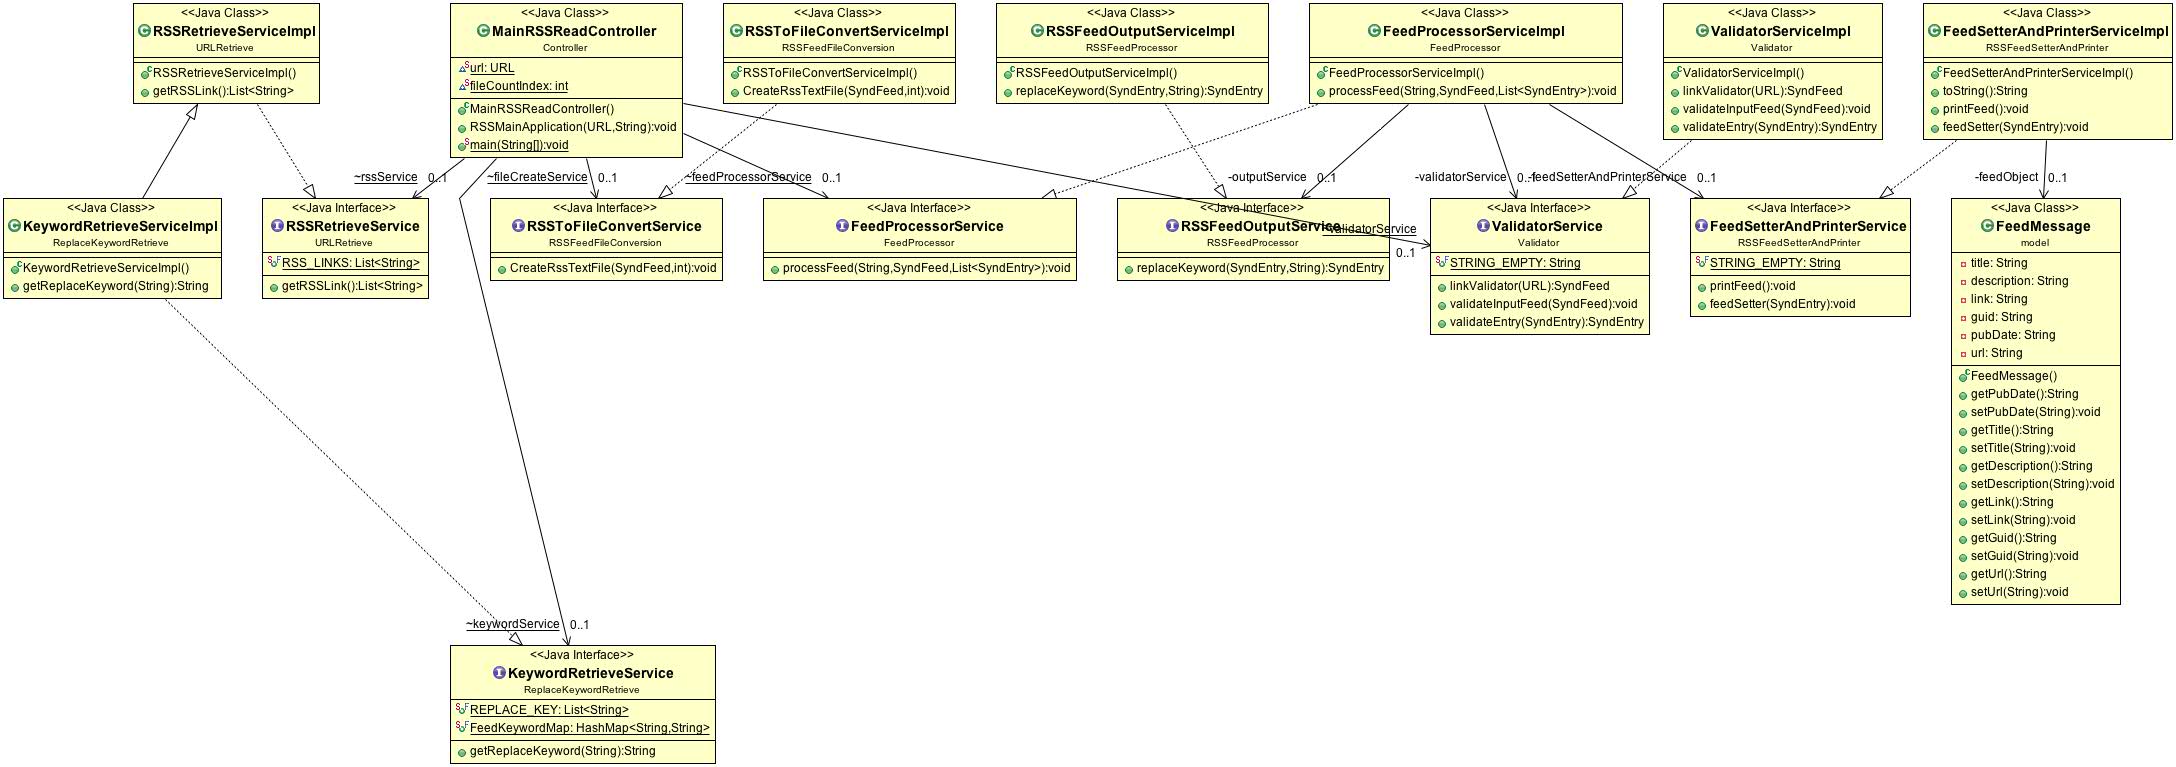 <<Java Class>>
RSSRetrieveServiceImpl
URLRetrieve
RSSRetrieveServiceImpl()
getRSSLink():List<String>
<<Java Class>>
MainRSSReadController
Controller
url: URL
fileCountIndex: int
MainRSSReadController()
RSSMainApplication(URL,String):void
main(String[]):void
<<Java Class>>
RSSToFileConvertServiceImpl
RSSFeedFileConversion
RSSToFileConvertServiceImpl()
CreateRssTextFile(SyndFeed,int):void
<<Java Class>>
RSSFeedOutputServiceImpl
RSSFeedProcessor
RSSFeedOutputServiceImpl()
replaceKeyword(SyndEntry,String):SyndEntry
<<Java Class>>
FeedProcessorServiceImpl
FeedProcessor
FeedProcessorServiceImpl()
processFeed(String,SyndFeed,List<SyndEntry>):void
<<Java Class>>
ValidatorServiceImpl
Validator
ValidatorServiceImpl()
linkValidator(URL):SyndFeed
validateInputFeed(SyndFeed):void
validateEntry(SyndEntry):SyndEntry
<<Java Class>>
FeedSetterAndPrinterServiceImpl
RSSFeedSetterAndPrinter
FeedSetterAndPrinterServiceImpl()
toString():String
printFeed():void
feedSetter(SyndEntry):void
~rssService 0..1
~fileCreateService 0..1
~feedProcessorService 0..1
-outputService 0..1
-validatorService 0..1
-feedSetterAndPrinterService 0..1
-feedObject 0..1
<<Java Class>>
KeywordRetrieveServiceImpl
ReplaceKeywordRetrieve
KeywordRetrieveServiceImpl()
getReplaceKeyword(String):String
<<Java Interface>>
RSSRetrieveService
URLRetrieve
RSS_LINKS: List<String>
getRSSLink():List<String>
<<Java Interface>>
RSSToFileConvertService
RSSFeedFileConversion
CreateRssTextFile(SyndFeed,int):void
<<Java Interface>>
FeedProcessorService
FeedProcessor
processFeed(String,SyndFeed,List<SyndEntry>):void
<<Java Interface>>
RSSFeedOutputService
RSSFeedProcessor
replaceKeyword(SyndEntry,String):SyndEntry
~validatorService
0..1
<<Java Interface>>
ValidatorService
Validator
STRING_EMPTY: String
linkValidator(URL):SyndFeed
validateInputFeed(SyndFeed):void
validateEntry(SyndEntry):SyndEntry
<<Java Interface>>
FeedSetterAndPrinterService
RSSFeedSetterAndPrinter
STRING_EMPTY: String
printFeed():void
feedSetter(SyndEntry):void
<<Java Class>>
FeedMessage
model
title: String
description: String
link: String
guid: String
pubDate: String
url: String
FeedMessage()
getPubDate():String
setPubDate(String):void
getTitle():String
setTitle(String):void
getDescription():String
setDescription(String):void
getLink():String
setLink(String):void
getGuid():String
setGuid(String):void
getUrl():String
setUrl(String):void
~keywordService 0..1
<<Java Interface>>
KeywordRetrieveService
ReplaceKeywordRetrieve
REPLACE_KEY: List<String>
FeedKeywordMap: HashMap<String,String>
getReplaceKeyword(String):String